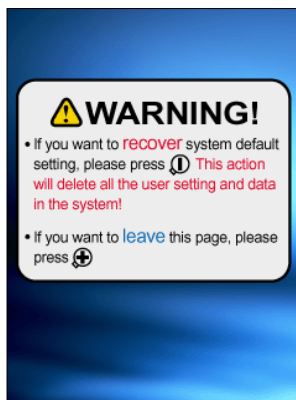 WARNING!
• If you want to recover system default
setting, please press This action
will delete all the user setting and data
in the system!
• If you want to leave this page, please
press